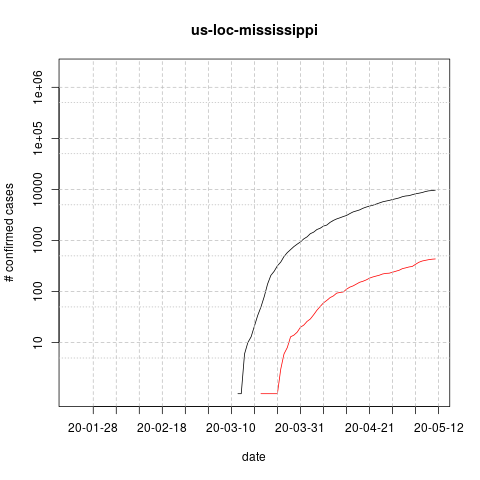 us-loc-mississippi
# confirmed cases
1e+06
1e+05
10000
1000
100
10
20-01-28 20-02-18 20-03-10 20-03-31 20-04-21 20-05-12
date